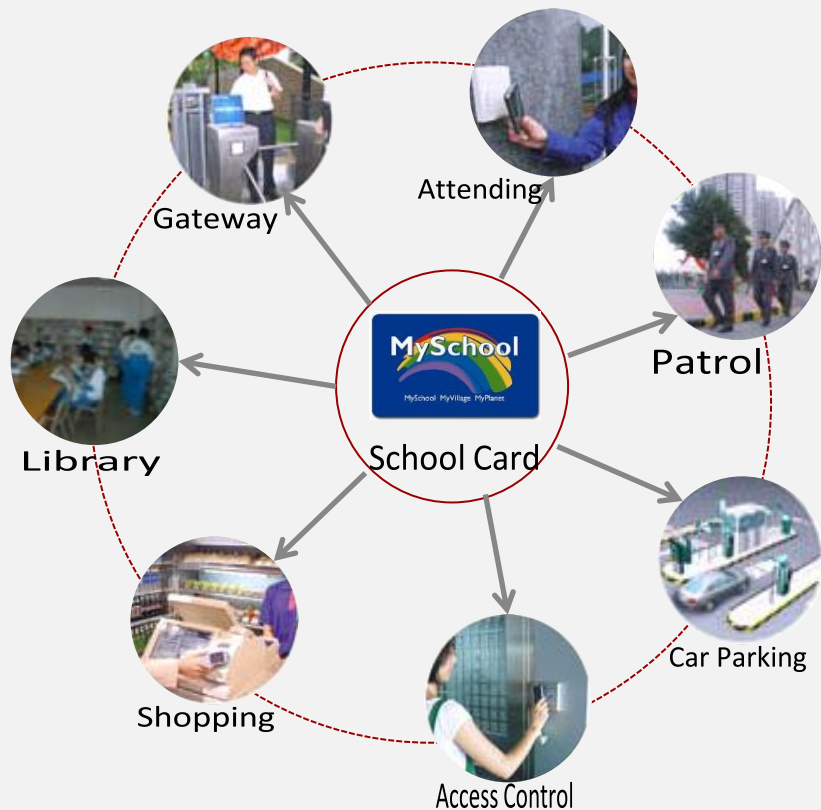 Attending
Gateway
Patrol
MySchool
MySchool MyVillage MyPlanet
School Card
Library
Car Parking
Shopping
Access Control